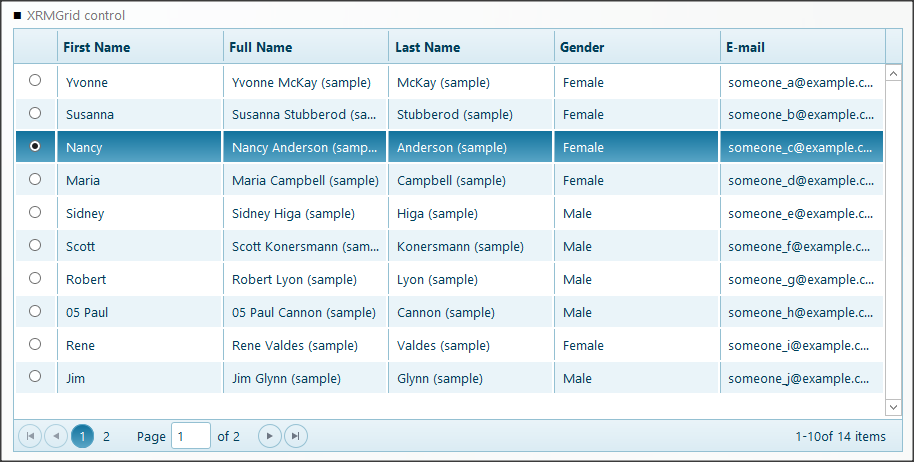 XRMGrid control
First Name Full Name Last Name Gender E-mail
Yvonne Yvonne McKay (sample) McKay (sample) Female someone_a@example.c...
Susanna Susanna Stubberod (sa... Stubberod (sample) Female someone_b@example.c...
Nancy Nancy Anderson (samp... Anderson (sample) Female someone_c@example.c...
Maria Maria Campbell (sample) Campbell (sample) Female someone_d@example.c...
Sidney Sidney Higa (sample) Higa (sample) Male someone_e@example.c...
Scott Scott Konersmann (sam... Konersmann (sample) Male someone_f@example.c...
Robert Robert Lyon (sample) Lyon (sample) Male someone_g@example.c...
05 Paul 05 Paul Cannon (sample) Cannon (sample) Male someone_h@example.c...
Rene Rene Valdes (sample) Valdes (sample) Female someone_i@example.c...
Jim Jim Glynn (sample) Glynn (sample) Male someone_j@example.c...
1 2 Page 1 of 2 1-10of 14 items